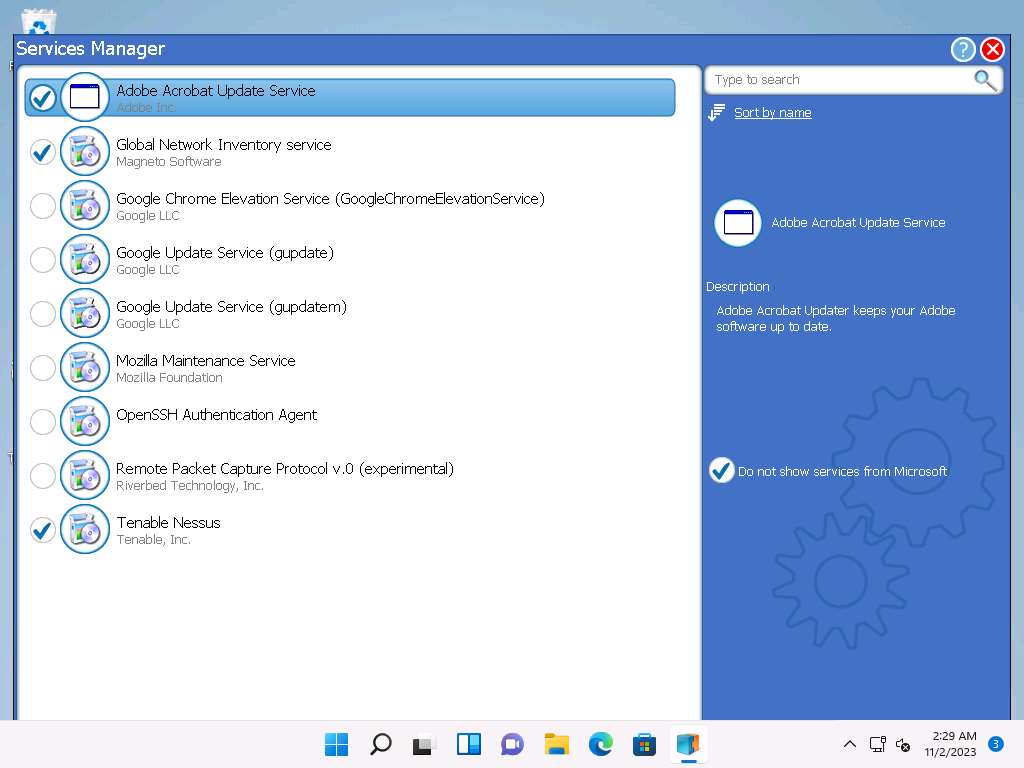 Services Manager
?
Adobe Acrobat Update Service
Adobe Inc.
Global Network Inventory service
Magneto Software
Google Chrome Elevation Service (GoogleChromeElevationService)
Google LLC
Google Update Service (gupdate)
Google LLC
Google Update Service (gupdatem)
Google LLC
Mozilla Maintenance Service
Mozilla Foundation
OpenSSH Authentication Agent
Remote Packet Capture Protocol v.0 (experimental)
Riverbed Technology, Inc.
Tenable Nessus
Tenable, Inc.
Type to search
Sort by name
Adobe Acrobat Update Service
Description
Adobe Acrobat Updater keeps your Adobe
software up to date.
Do not show services from Microsoft
2:29 AM
11/2/2023
3